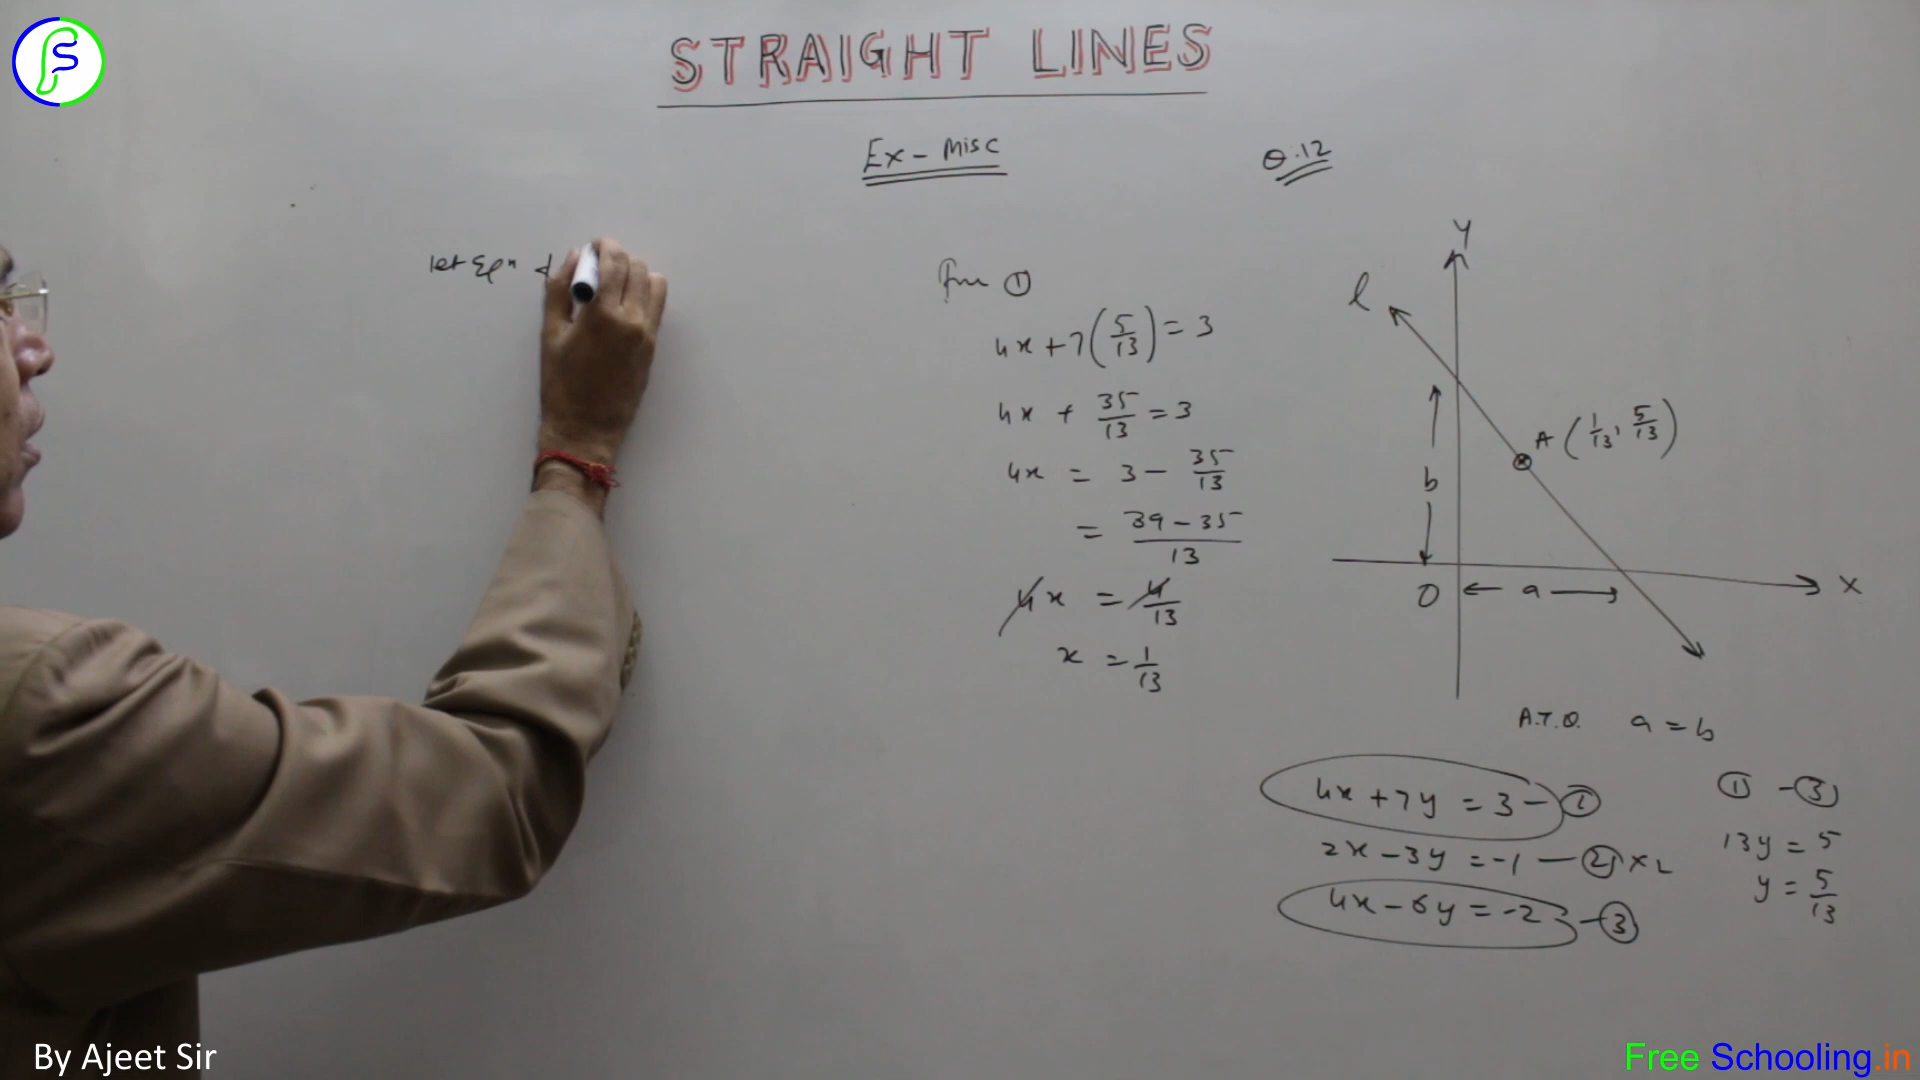 STRAIGHT LINES
Ex - Misc
Q.12
let Eqn of
from ①
4x + 7(5/13) = 3
4x + 35/13 = 3
4x = 3 - 35/13
= 39 - 35/13
4x = 4/13
x = 1/13
y
l
A (1/13, 5/13)
b
O
a
x
A.T.Q. a = b
4x + 7y = 3 - ①
2x - 3y = -1 - ② x 2
4x - 6y = -2 - ③
① - ③
13y = 5
y = 5/13
By Ajeet Sir
Free Schooling.in